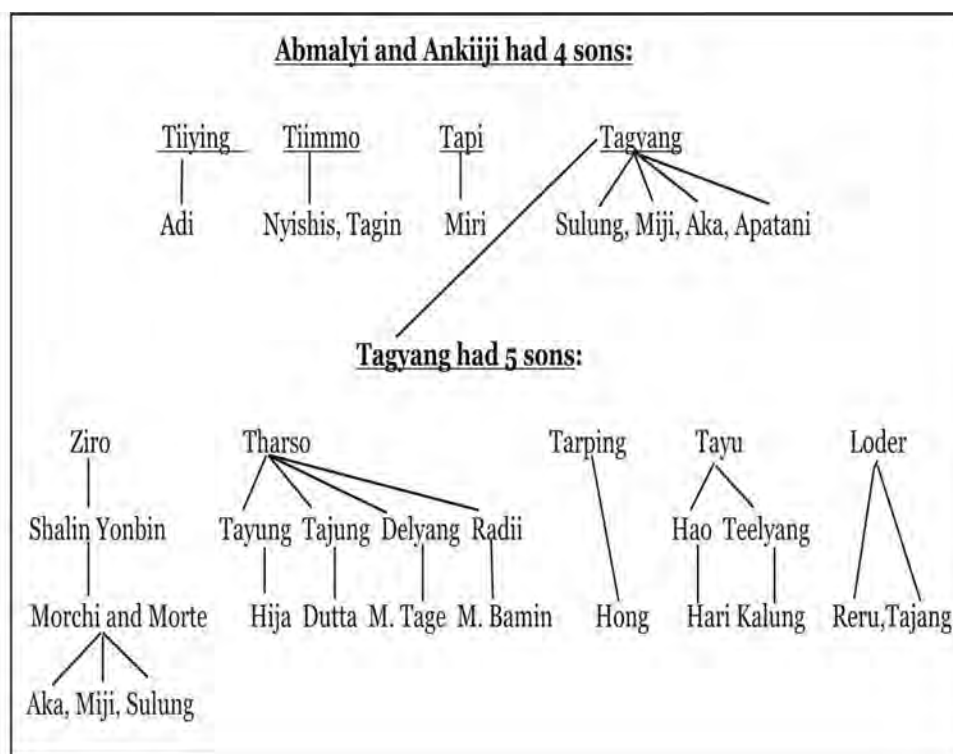 Abmalyi and Ankiiji had 4 sons:
Tiiying Tiimmo Tapi Tagyang
Adi Nyishis, Tagin Miri Sulung, Miji, Aka, Apatani
Tagyang had 5 sons:
Ziro Tharso Tarping Tayu Loder
Shalin Yonbin Tayung Tajung Delyang Radii Hao Teelyang
Morchi and Morte Hija Dutta M. Tage M. Bamin Hong Hari Kalung Reru,Tajang
Aka, Miji, Sulung